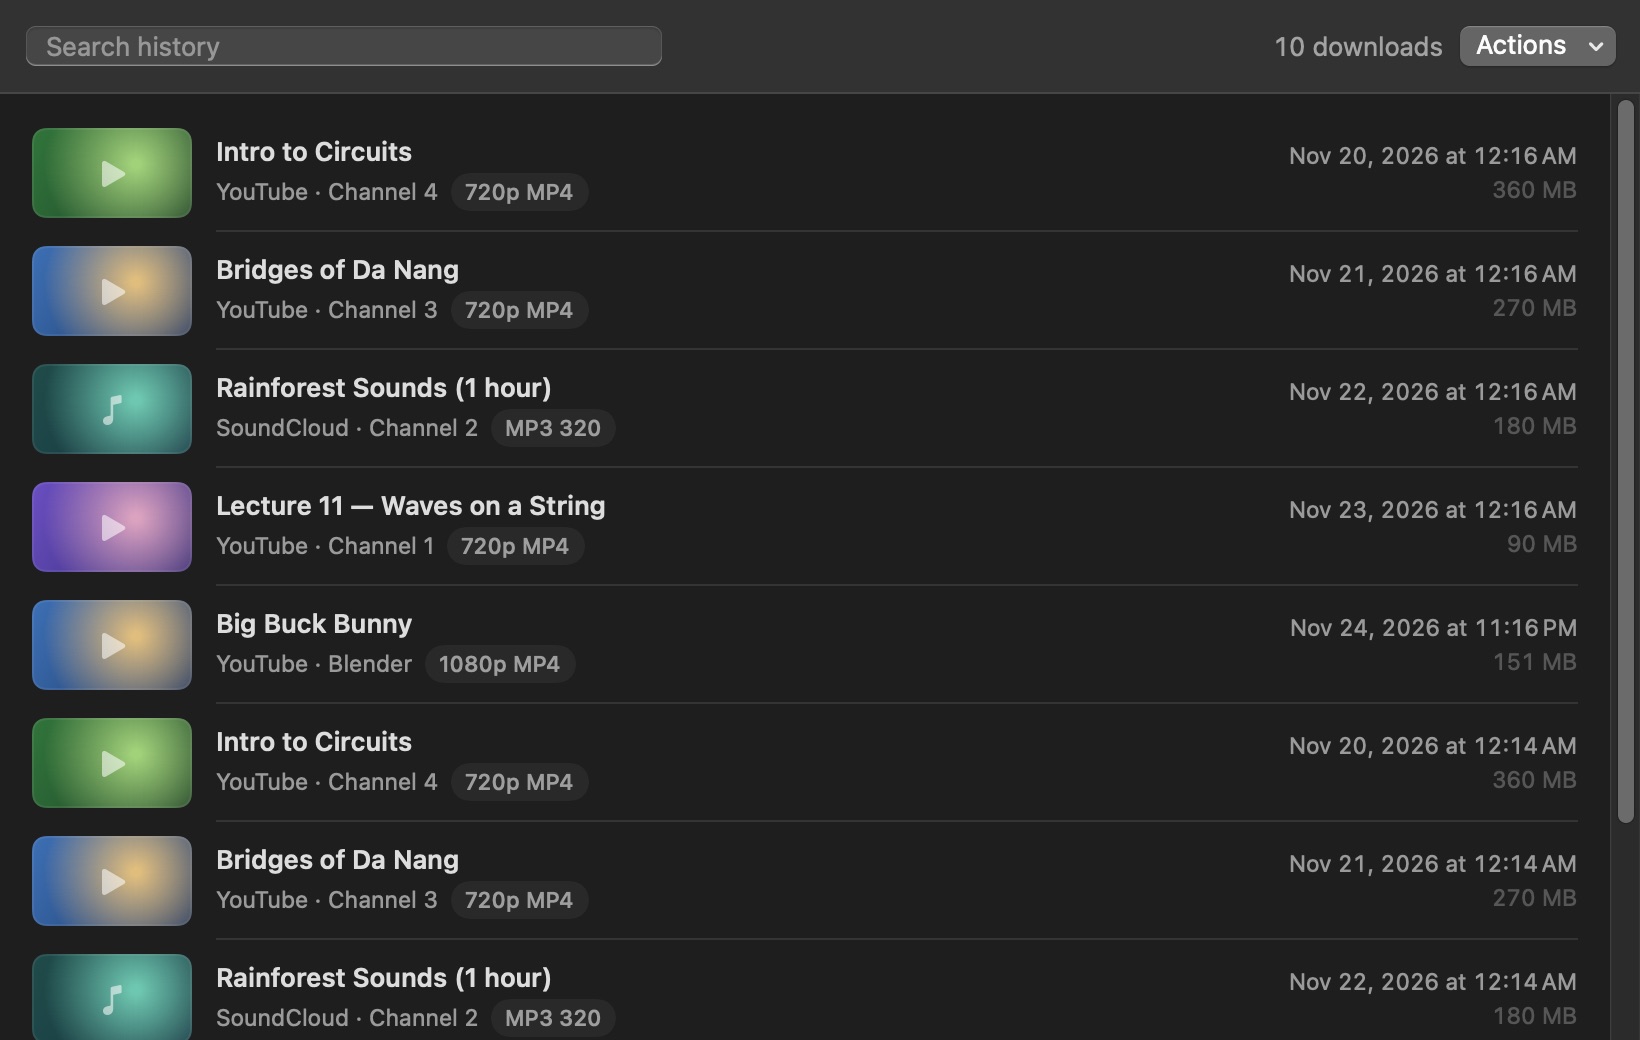 Search history
10 downloads
Actions
Intro to Circuits
Nov 20, 2026 at 12:16 AM
YouTube · Channel 4 720p MP4
360 MB
Bridges of Da Nang
Nov 21, 2026 at 12:16 AM
YouTube · Channel 3 720p MP4
270 MB
Rainforest Sounds (1 hour)
Nov 22, 2026 at 12:16 AM
SoundCloud · Channel 2 MP3 320
180 MB
Lecture 11 — Waves on a String
Nov 23, 2026 at 12:16 AM
YouTube · Channel 1 720p MP4
90 MB
Big Buck Bunny
Nov 24, 2026 at 11:16 PM
YouTube · Blender 1080p MP4
151 MB
Intro to Circuits
Nov 20, 2026 at 12:14 AM
YouTube · Channel 4 720p MP4
360 MB
Bridges of Da Nang
Nov 21, 2026 at 12:14 AM
YouTube · Channel 3 720p MP4
270 MB
Rainforest Sounds (1 hour)
Nov 22, 2026 at 12:14 AM
SoundCloud · Channel 2 MP3 320
180 MB